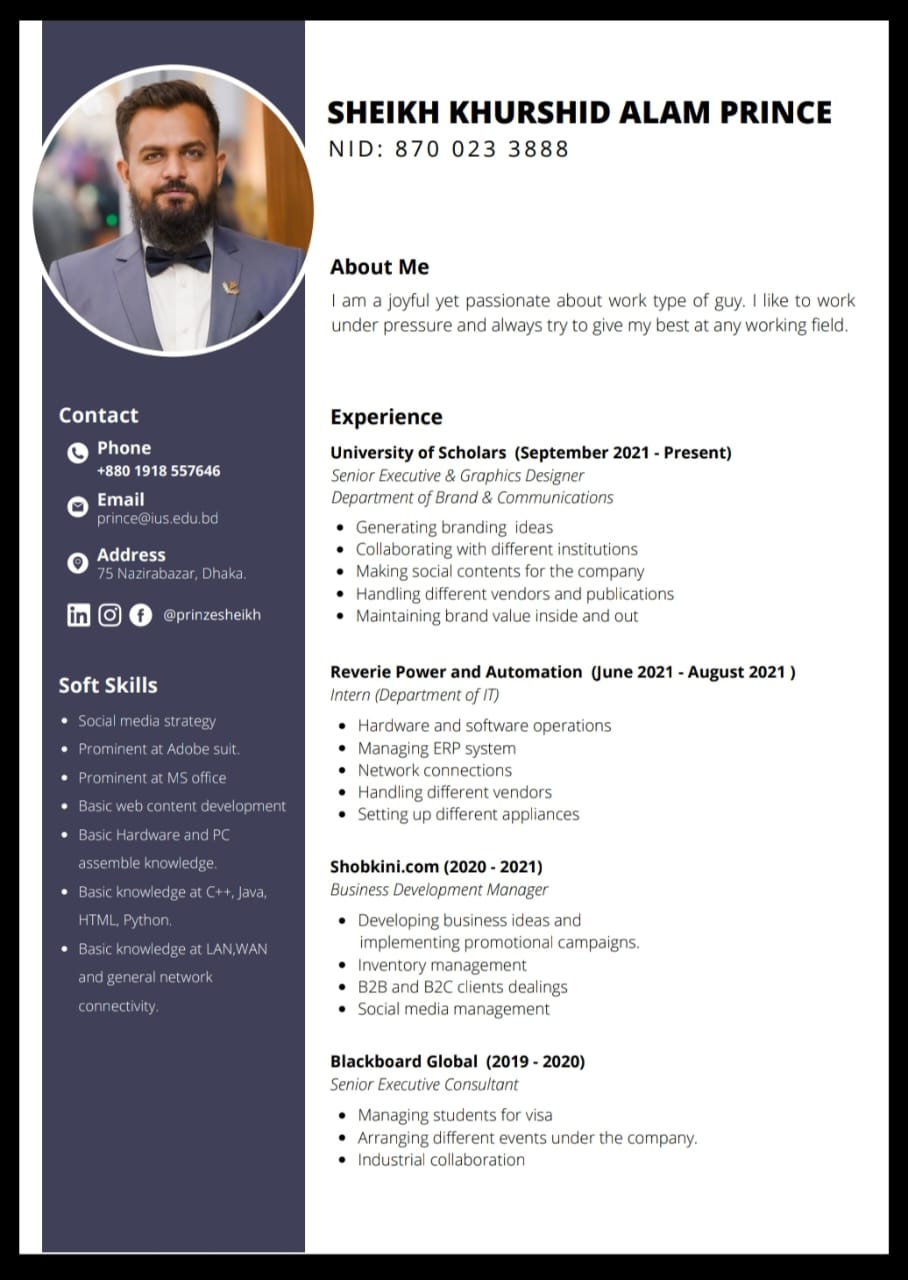 SHEIKH KHURSHID ALAM PRINCE
NID: 870 023 3888
About Me
I am a joyful yet passionate about work type of guy. I like to work
under pressure and always try to give my best at any working field.
Contact
Phone
+880 1918 557646
Email
prince@ius.edu.bd
Address
75 Nazirabazar, Dhaka.
@prinzesheikh
Soft Skills
• Social media strategy
• Prominent at Adobe suit.
• Prominent at MS office
• Basic web content development
• Basic Hardware and PC
assemble knowledge.
• Basic knowledge at C++, Java,
HTML, Python.
• Basic knowledge at LAN,WAN
and general network
connectivity.
Experience
University of Scholars (September 2021 - Present)
Senior Executive & Graphics Designer
Department of Brand & Communications
• Generating branding ideas
• Collaborating with different institutions
• Making social contents for the company
• Handling different vendors and publications
• Maintaining brand value inside and out
Reverie Power and Automation (June 2021 - August 2021 )
Intern (Department of IT)
• Hardware and software operations
• Managing ERP system
• Network connections
• Handling different vendors
• Setting up different appliances
Shobkini.com (2020 - 2021)
Business Development Manager
• Developing business ideas and
implementing promotional campaigns.
• Inventory management
• B2B and B2C clients dealings
• Social media management
Blackboard Global (2019 - 2020)
Senior Executive Consultant
• Managing students for visa
• Arranging different events under the company.
• Industrial collaboration